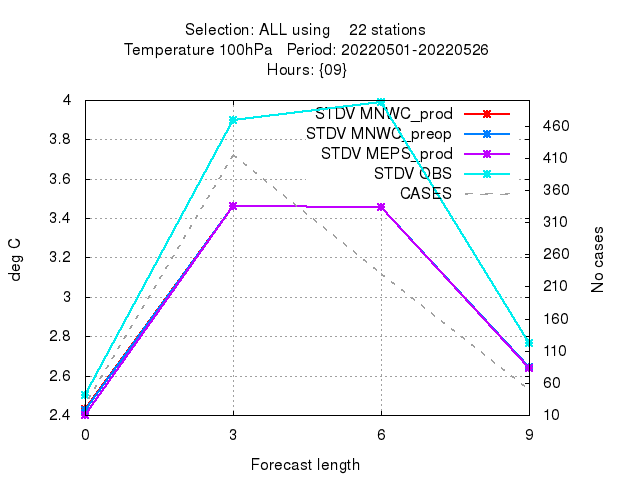 Selection: ALL using    22 stations
Temperature 100hPa   Period: 20220501-20220526
Hours: {09}
4
3.8
3.6
3.4
3.2
3
2.8
2.6
2.4
deg C
STDV MNWC_prod
STDV MNWC_preop
STDV MEPS_prod
STDV OBS
CASES
460
410
360
310
260
210
160
110
60
10
No cases
0 3 6 9
Forecast length